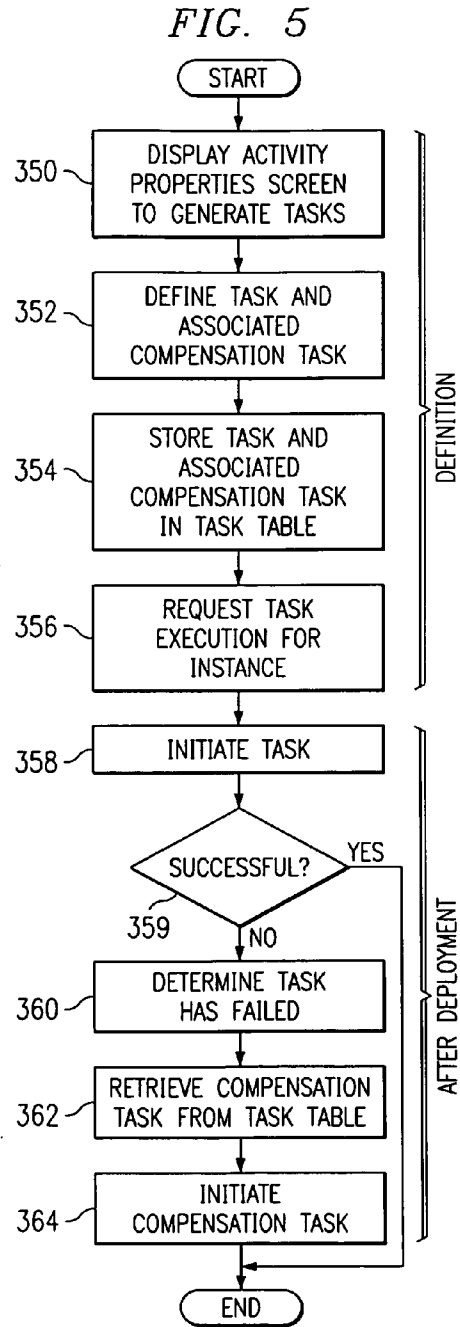 FIG. 5
START
350
DISPLAY ACTIVITY
PROPERTIES SCREEN
TO GENERATE TASKS
352
DEFINE TASK AND
ASSOCIATED
COMPENSATION TASK
354
STORE TASK AND
ASSOCIATED
COMPENSATION TASK
IN TASK TABLE
356
REQUEST TASK
EXECUTION FOR
INSTANCE
DEFINITION
358
INITIATE TASK
SUCCESSFUL?
YES
359
NO
360
DETERMINE TASK
HAS FAILED
362
RETRIEVE COMPENSATION
TASK FROM TASK TABLE
364
INITIATE
COMPENSATION TASK
AFTER DEPLOYMENT
END